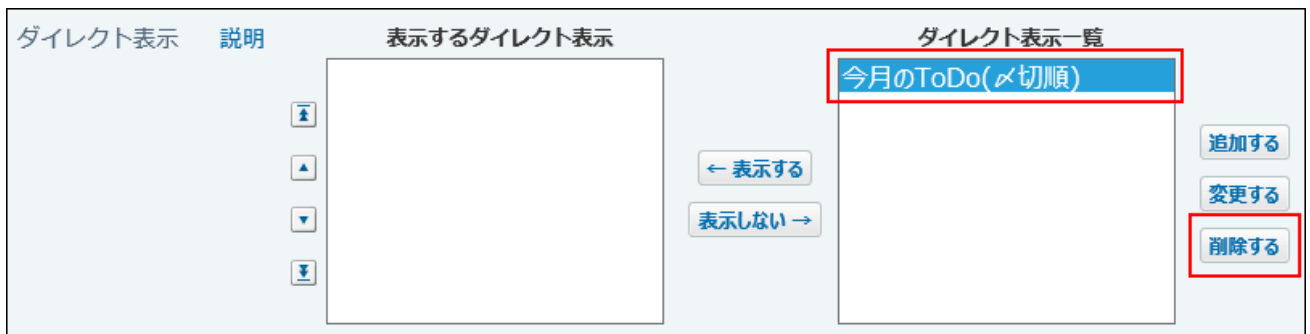 ダイレクト表示 説明 表示するダイレクト表示 ダイレクト表示一覧
今月のToDo(〆切順)
追加する
← 表示する
変更する
表示しない →
削除する